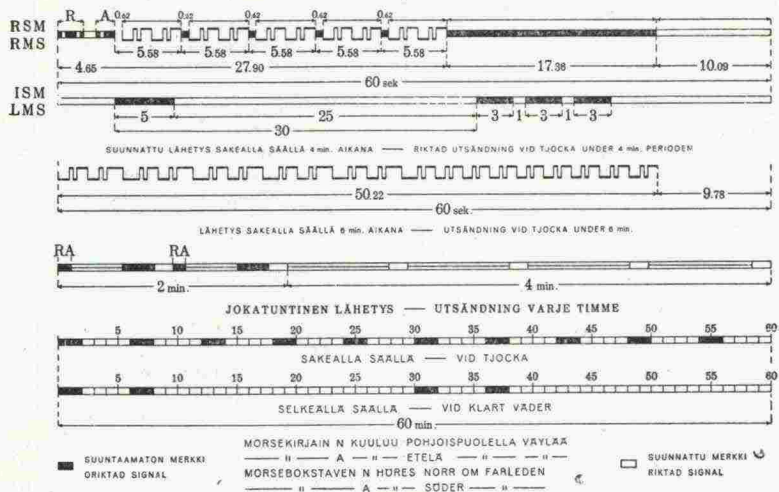 R A 0.62 0.42 0.42 0.42 0.42
RSM
RMS
5.58 5.58 5.58 5.58 5.58
4.65 27.90 17.36 10.09
60 sek
ISM
LMS
5 25 3 1 3 1 3
30
SUUNNATTU LÄHETYS SAKEALLA SÄÄLLÄ 4 min. AIKANA — RIKTAD UTSÄNDNING VID TJOCKA UNDER 4 min. PERIODEN
50.22 9.78
60 sek.
LÄHETYS SAKEALLA SÄÄLLÄ 6 min. AIKANA — UTSÄNDNING VID TJOCKA UNDER 6 min.
RA RA
2 min. 4 min.
JOKATUNTINEN LÄHETYS — UTSÄNDNING VARJE TIMME
5 10 15 20 25 30 35 40 45 50 55 60
SAKEALLA SÄÄLLÄ — VID TJOCKA
5 10 15 20 25 30 35 40 45 50 55 60
SELKEÄLLÄ SÄÄLLÄ — VID KLART VÄDER
60 min.
MORSEKIRJAIN N KUULUU POHJOISPUOLELLA VÄYLÄÄ
— " — A — " — ETELÄ — " — — " —
MORSEBOKSTAVEN N HÖRES NORR OM FARLEDEN
— " — A — " — SÖDER — " —
SUUNTAAMATON MERKKI
ORIKTAD SIGNAL
SUUNNATTU MERKKI
RIKTAD SIGNAL